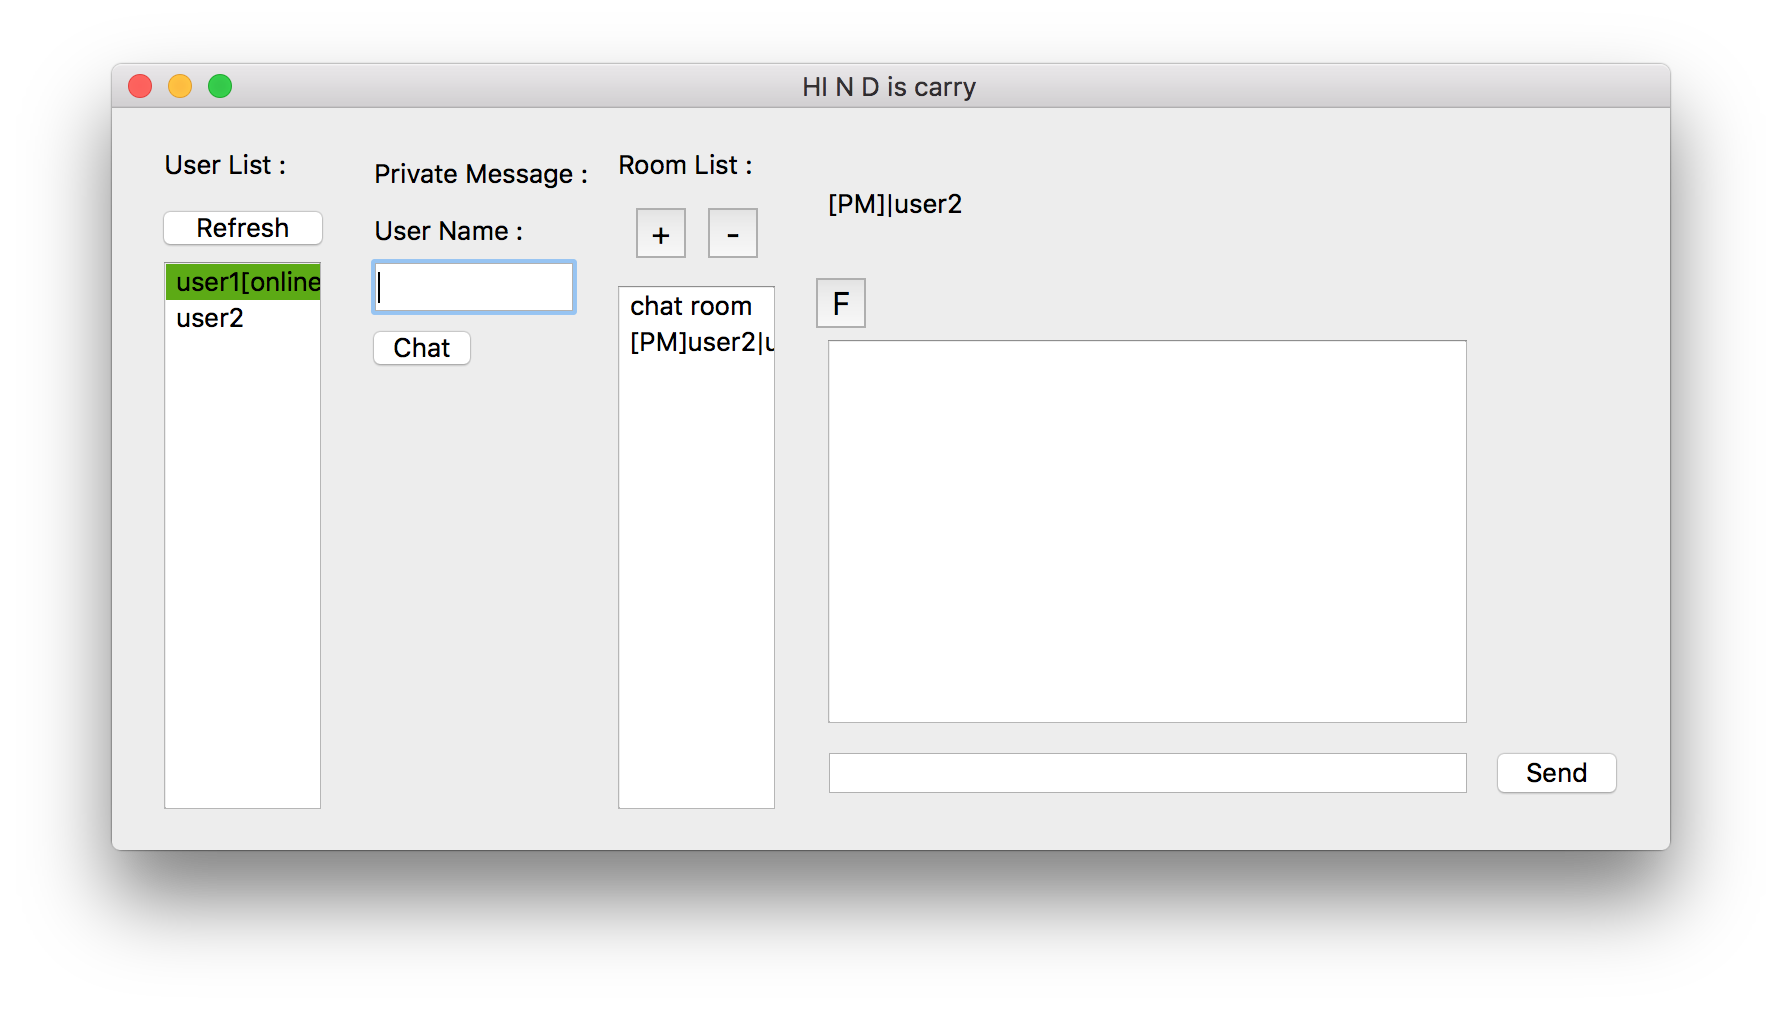 HI N D is carry
User List :
Refresh
user1[online
user2
Private Message :
User Name :
Chat
Room List :
+ -
chat room
[PM]user2|u
[PM]|user2
F
Send